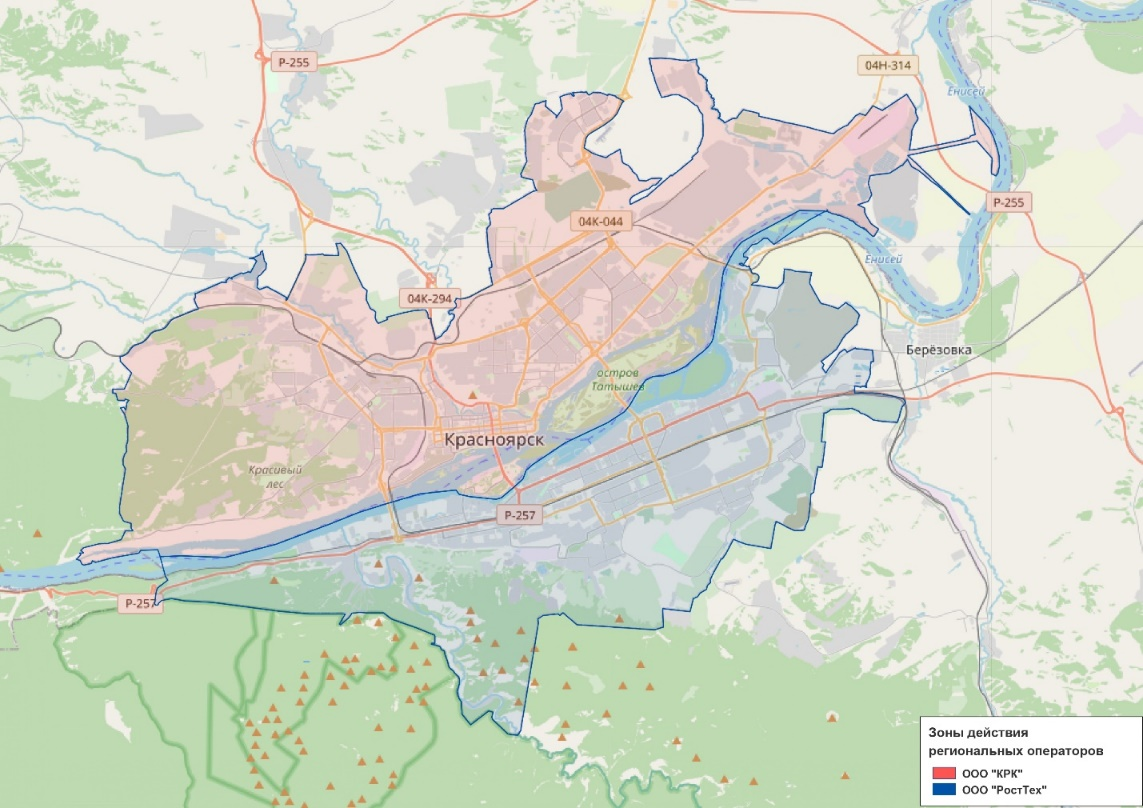 Р-255
04Н-314
Енисей
Р-255
04К-044
Енисей
04К-294
Берёзовка
остров
Татышев
Красноярск
Красивый
лес
Р-257
Р-257
Зоны действия
региональных операторов
ООО "КРК"
ООО "РостТех"